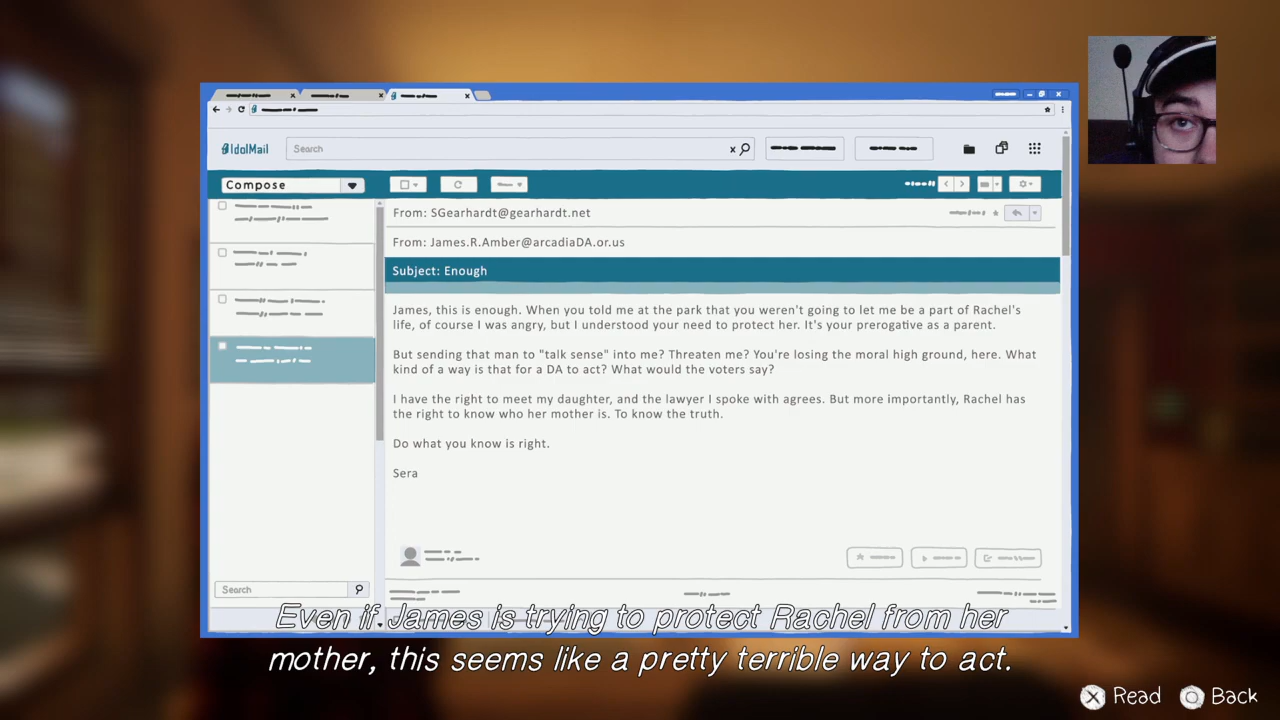 IdolMail
Search
x
Compose
From: SGearhardt@gearhardt.net
From: James.R.Amber@arcadiaDA.or.us
Subject: Enough
James, this is enough. When you told me at the park that you weren't going to let me be a part of Rachel's
life, of course I was angry, but I understood your need to protect her. It's your prerogative as a parent.
But sending that man to "talk sense" into me? Threaten me? You're losing the moral high ground, here. What
kind of a way is that for a DA to act? What would the voters say?
I have the right to meet my daughter, and the lawyer I spoke with agrees. But more importantly, Rachel has
the right to know who her mother is. To know the truth.
Do what you know is right.
Sera
Search
Even if James is trying to protect Rachel from her
mother, this seems like a pretty terrible way to act.
Read
Back